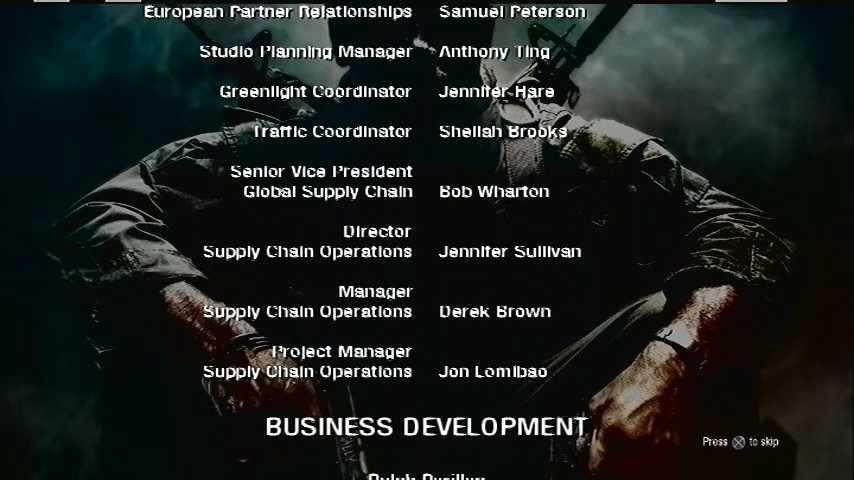 European Partner Relationships Samuel Peterson
Studio Planning Manager Anthony Ting
Greenlight Coordinator Jennifer Hare
Traffic Coordinator Sheilah Brooks
Senior Vice President
Global Supply Chain Bob Wharton
Director
Supply Chain Operations Jennifer Sullivan
Manager
Supply Chain Operations Derek Brown
Project Manager
Supply Chain Operations Jon Lomibao
BUSINESS DEVELOPMENT
Press to skip